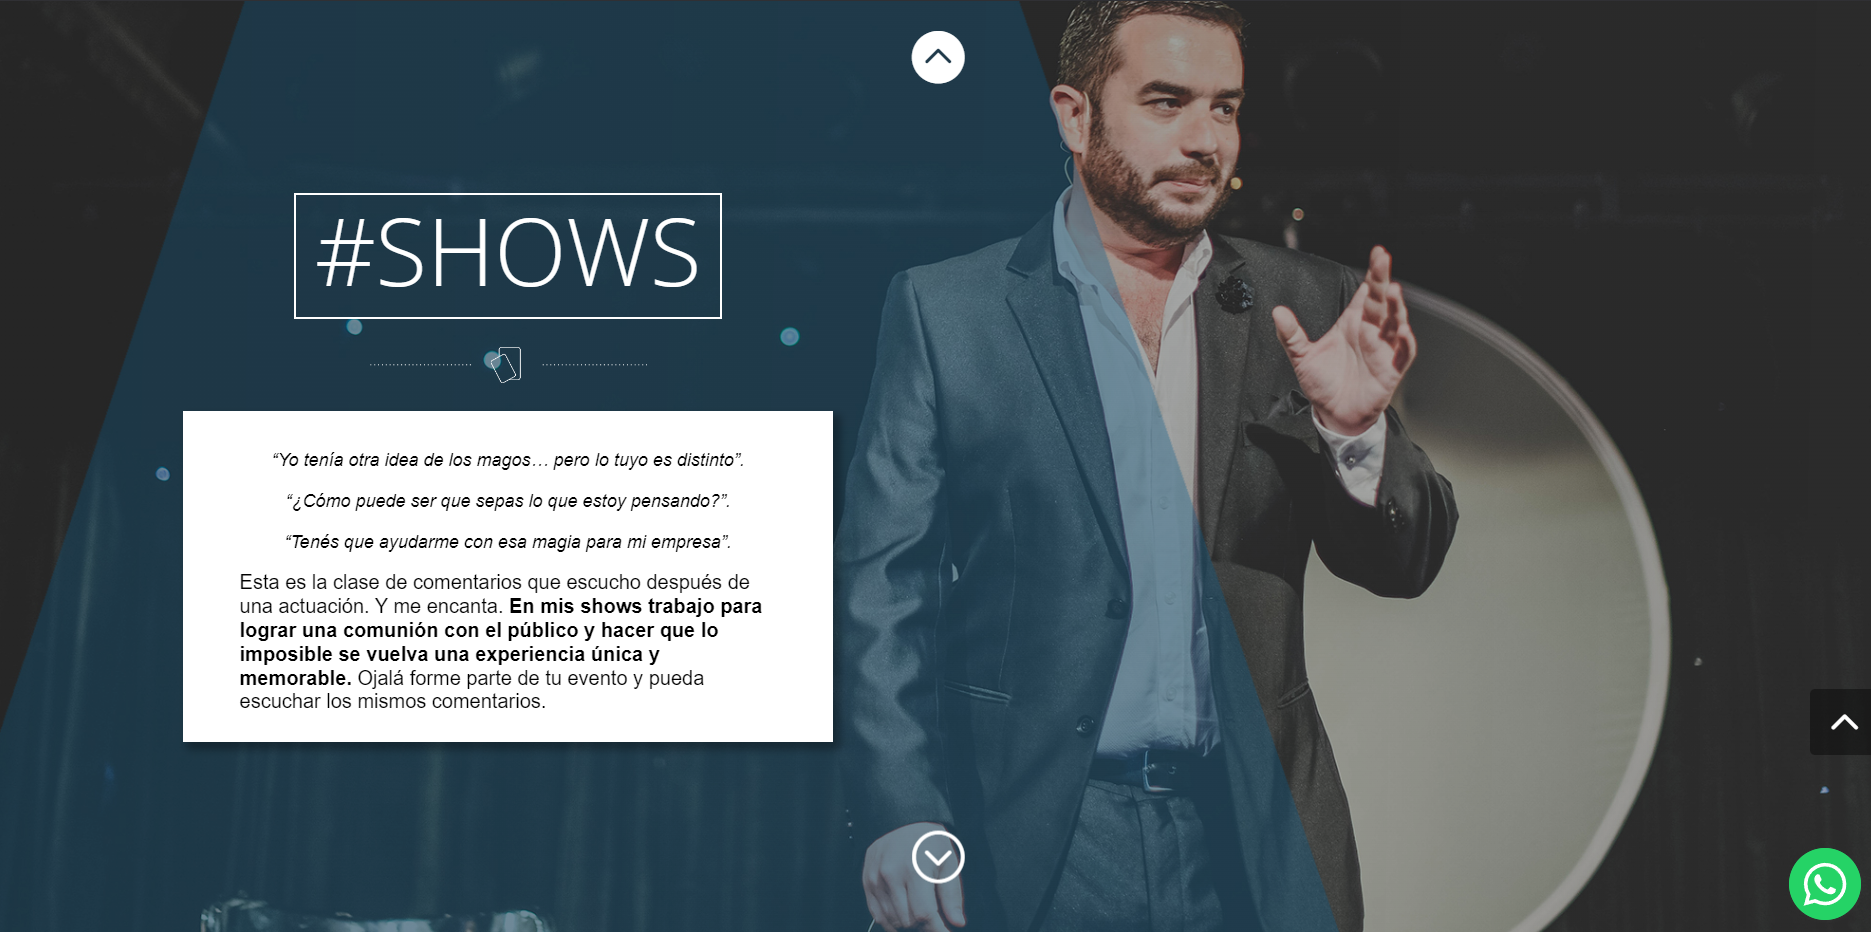 #SHOWS
“Yo tenía otra idea de los magos… pero lo tuyo es distinto”.
“¿Cómo puede ser que sepas lo que estoy pensando?”.
“Tenés que ayudarme con esa magia para mi empresa”.
Esta es la clase de comentarios que escucho después de
una actuación. Y me encanta. En mis shows trabajo para
lograr una comunión con el público y hacer que lo
imposible se vuelva una experiencia única y
memorable. Ojalá forme parte de tu evento y pueda
escuchar los mismos comentarios.